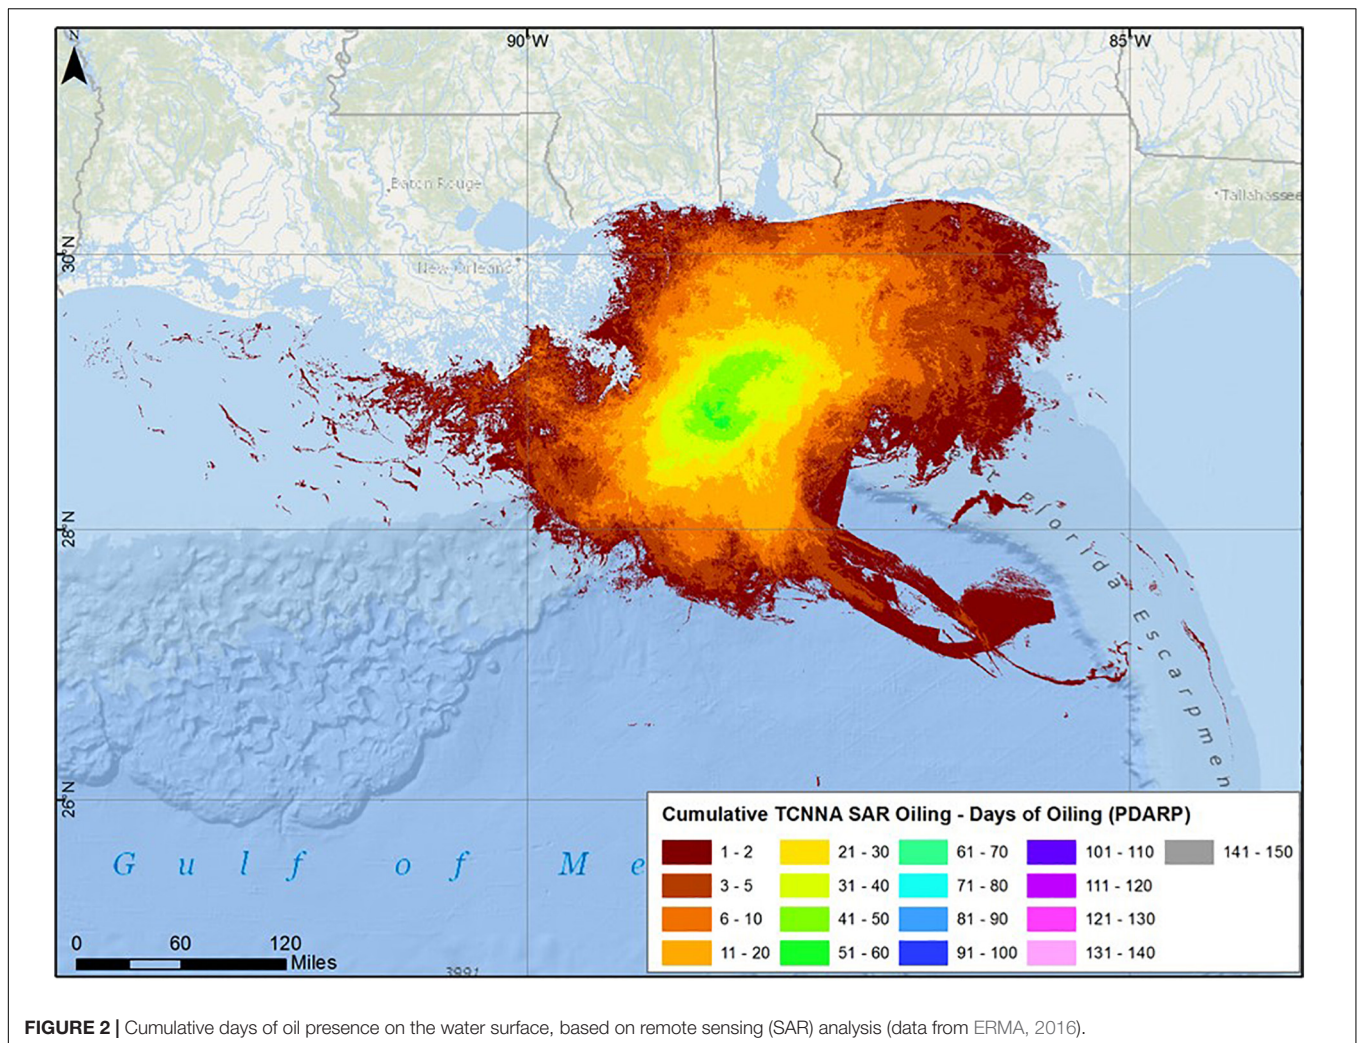 N
90°W
85°W
Baton Rouge
Tallahassee
30°N
New Orleans
28°N
Florida Escarpmen
26°N
Gulf of Me
Cumulative TCNNA SAR Oiling - Days of Oiling (PDARP)
1 - 2
21 - 30
61 - 70
101 - 110
141 - 150
3 - 5
31 - 40
71 - 80
111 - 120
6 - 10
41 - 50
81 - 90
121 - 130
11 - 20
51 - 60
91 - 100
131 - 140
0 60 120
Miles
FIGURE 2 | Cumulative days of oil presence on the water surface, based on remote sensing (SAR) analysis (data from ERMA, 2016).